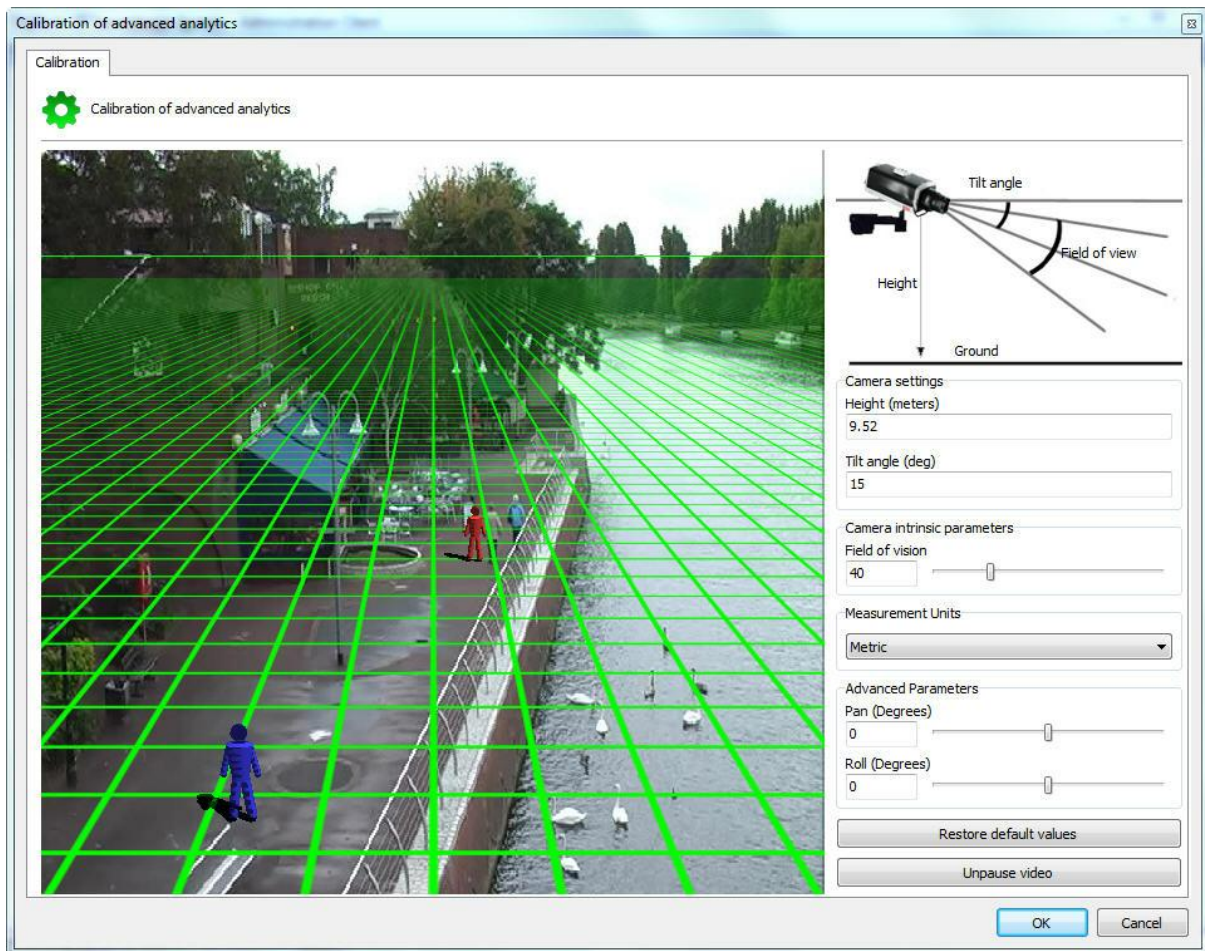 Calibration of advanced analytics
Calibration
Calibration of advanced analytics
Tilt angle
Field of view
Height
Ground
Camera settings
Height (meters)
9.52
Tilt angle (deg)
15
Camera intrinsic parameters
Field of vision
40
Measurement Units
Metric
Advanced Parameters
Pan (Degrees)
0
Roll (Degrees)
0
Restore default values
Unpause video
OK
Cancel